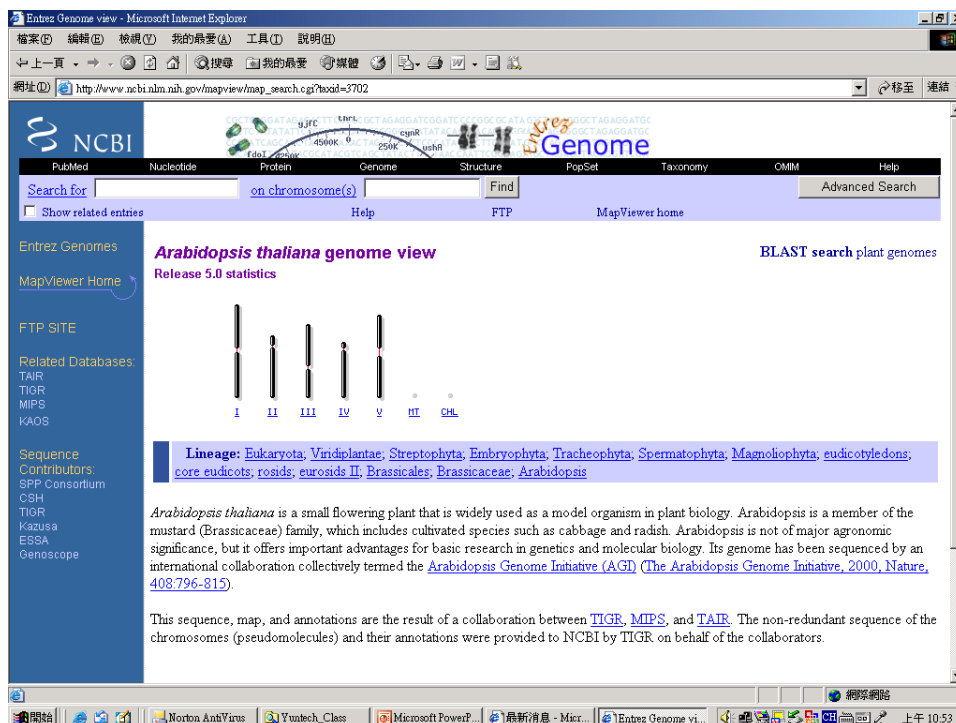 Entrez Genome view - Microsoft Internet Explorer
檔案(F) 編輯(E) 檢視(V) 我的最愛(A) 工具(T) 說明(H)
上一頁 搜尋 我的最愛 媒體
網址(D) http://www.ncbi.nlm.nih.gov/mapview/map_search.cgi?taxid=3702 移至 連結
NCBI Entrez Genome
PubMed Nucleotide Protein Genome Structure PopSet Taxonomy OMIM Help
Search for on chromosome(s) Find Advanced Search
Show related entries Help FTP MapViewer home
Entrez Genomes
MapViewer Home
FTP SITE
Related Databases:
TAIR
TIGR
MIPS
KAOS
Sequence
Contributors:
SPP Consortium
CSH
TIGR
Kazusa
ESSA
Genoscope
Arabidopsis thaliana genome view BLAST search plant genomes
Release 5.0 statistics
I II III IV V MT CHL
Lineage: Eukaryota; Viridiplantae; Streptophyta; Embryophyta; Tracheophyta; Spermatophyta; Magnoliophyta; eudicotyledons;
core eudicots; rosids; eurosids II; Brassicales; Brassicaceae; Arabidopsis
Arabidopsis thaliana is a small flowering plant that is widely used as a model organism in plant biology. Arabidopsis is a member of the
mustard (Brassicaceae) family, which includes cultivated species such as cabbage and radish. Arabidopsis is not of major agronomic
significance, but it offers important advantages for basic research in genetics and molecular biology. Its genome has been sequenced by an
international collaboration collectively termed the Arabidopsis Genome Initiative (AGI) (The Arabidopsis Genome Initiative, 2000, Nature,
408:796-815).
This sequence, map, and annotations are the result of a collaboration between TIGR, MIPS, and TAIR. The non-redundant sequence of the
chromosomes (pseudomolecules) and their annotations were provided to NCBI by TIGR on behalf of the collaborators.
網際網路
開始 Norton AntiVirus Yuntech_Class Microsoft PowerP... 最新消息 - Micr... Entrez Genome vi... CH 上午 10:53